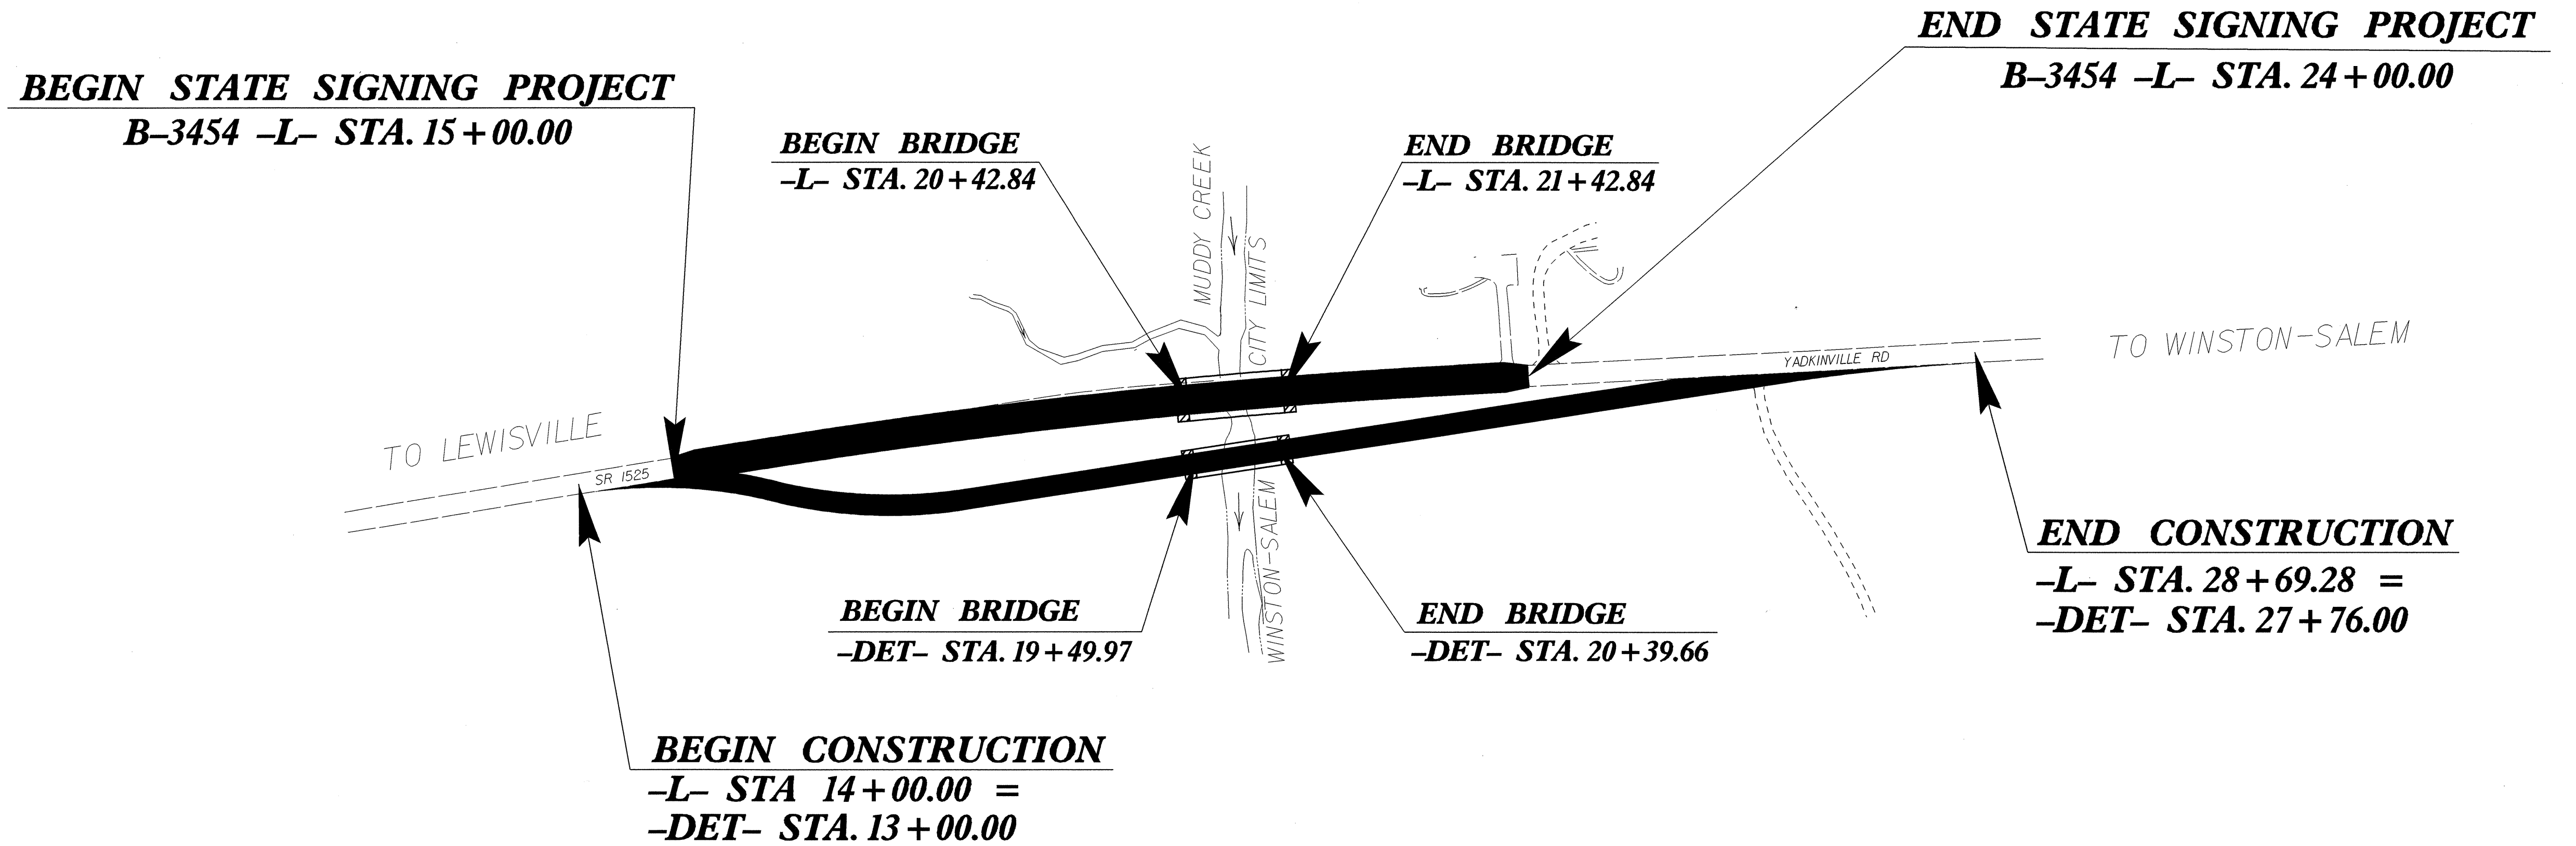 END STATE SIGNING PROJECT
B–3454 –L– STA. 24+00.00
BEGIN STATE SIGNING PROJECT
B–3454 –L– STA. 15+00.00
BEGIN BRIDGE
–L– STA. 20+42.84
END BRIDGE
–L– STA. 21+42.84
MUDDY CREEK
CITY LIMITS
TO WINSTON-SALEM
YADKINVILLE RD
TO LEWISVILLE
SR 1525
WINSTON-SALEM
END CONSTRUCTION
–L– STA. 28+69.28 =
–DET– STA. 27+76.00
BEGIN BRIDGE
–DET– STA. 19+49.97
END BRIDGE
–DET– STA. 20+39.66
BEGIN CONSTRUCTION
–L– STA 14+00.00 =
–DET– STA. 13+00.00